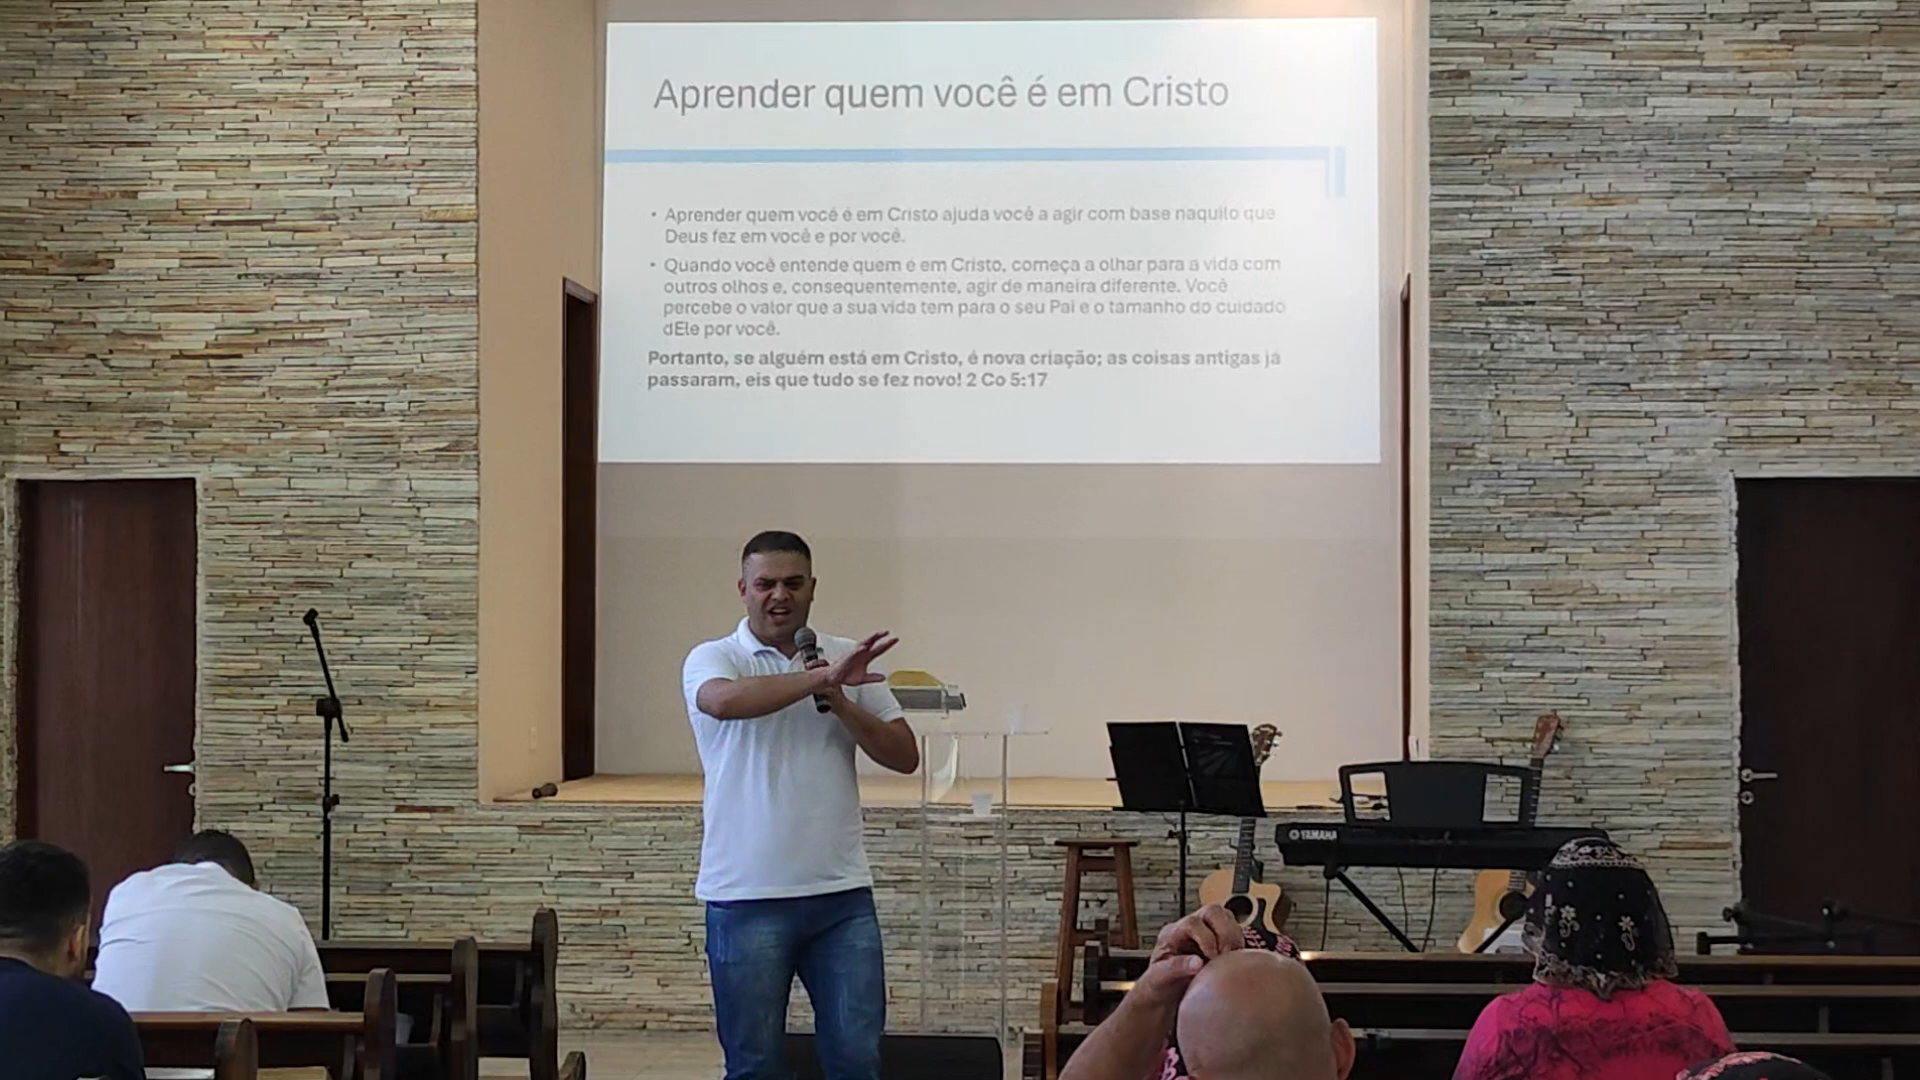 Aprender quem você é em Cristo
• Aprender quem você é em Cristo ajuda você a agir com base naquilo que
Deus fez em você e por você.
• Quando você entende quem é em Cristo, começa a olhar para a vida com
outros olhos e, consequentemente, agir de maneira diferente. Você
percebe o valor que a sua vida tem para o seu Pai e o tamanho do cuidado
dEle por você.
Portanto, se alguém está em Cristo, é nova criação; as coisas antigas já
passaram, eis que tudo se fez novo! 2 Co 5:17
YAMAHA